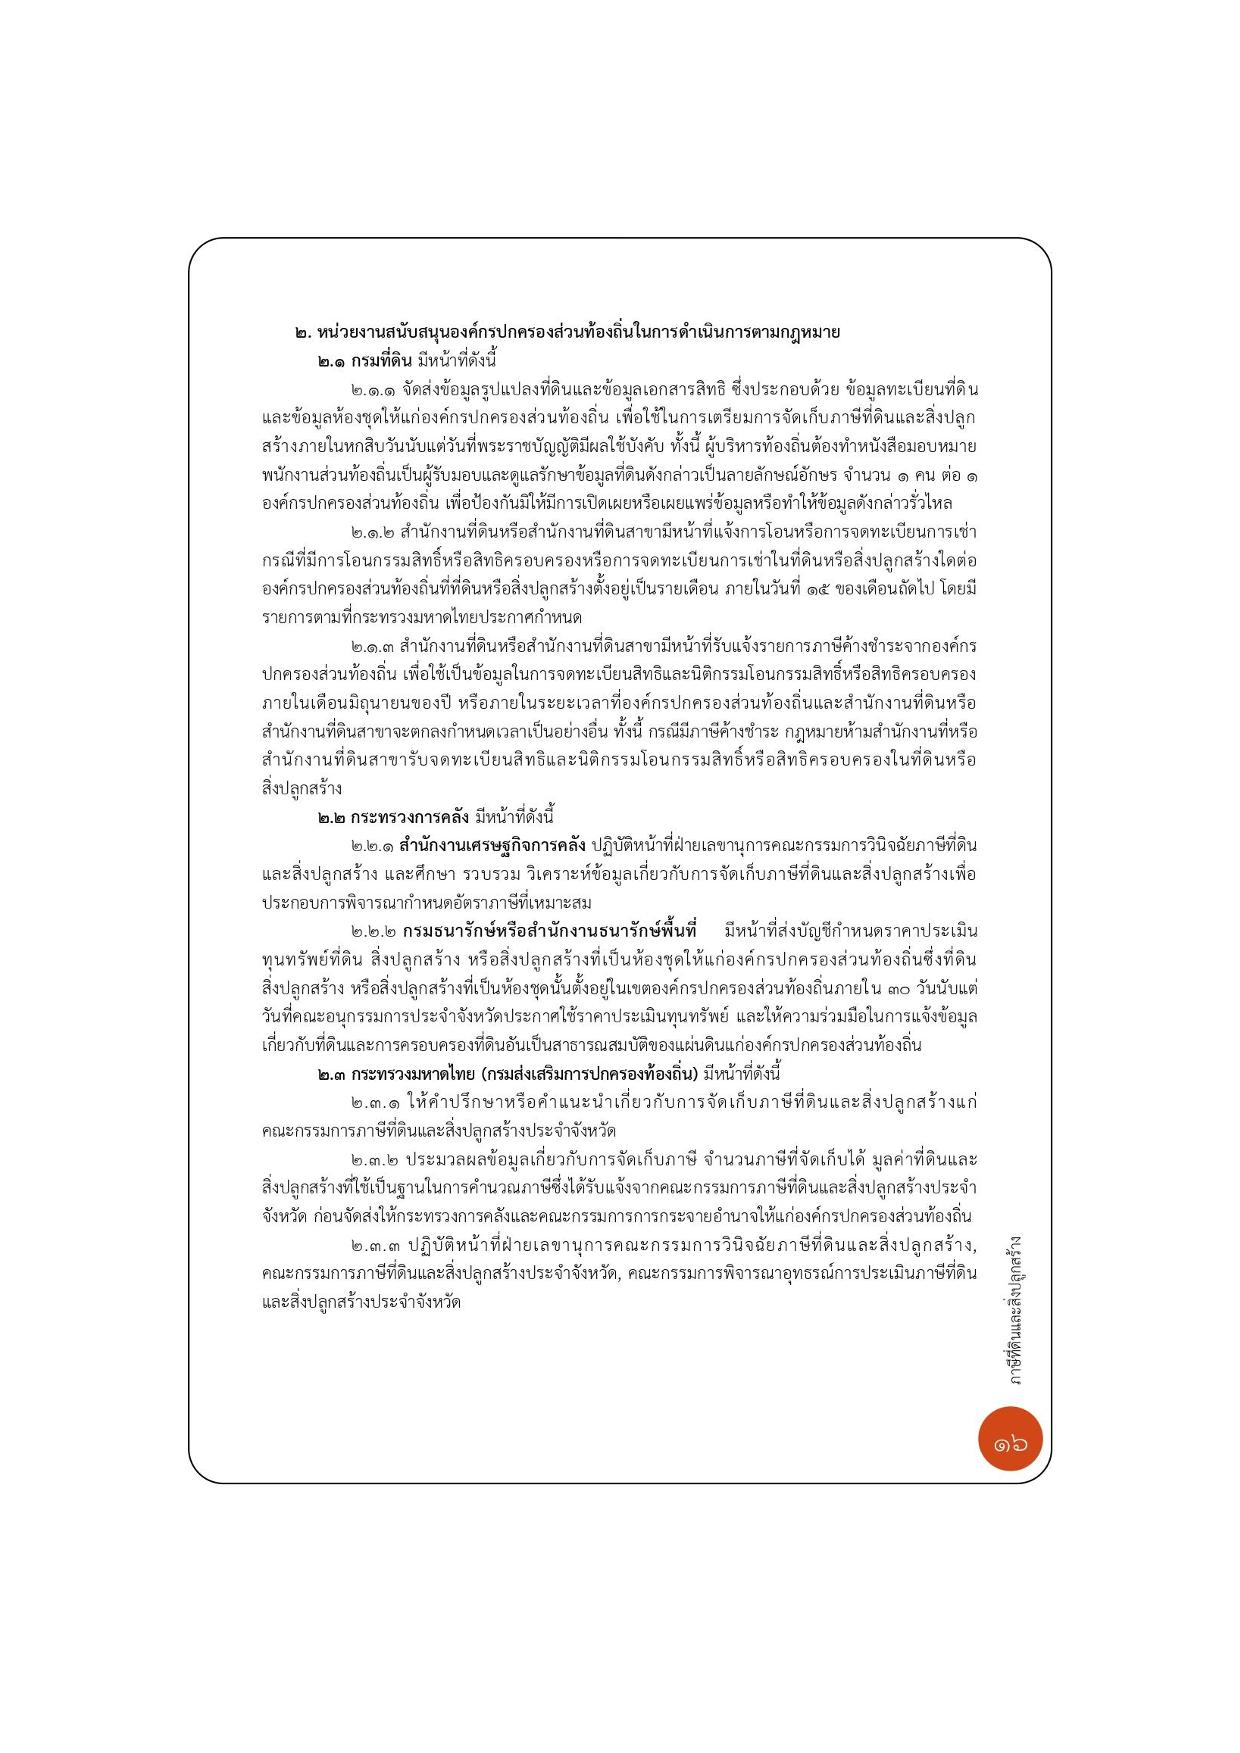 ๒. หน่วยงานสนับสนุนองค์กรปกครองส่วนท้องถิ่นในการดำเนินการตามกฎหมาย
๒.๑ กรมที่ดิน มีหน้าที่ดังนี้
๒.๑.๑ จัดส่งข้อมูลรูปแปลงที่ดินและข้อมูลเอกสารสิทธิ ซึ่งประกอบด้วย ข้อมูลทะเบียนที่ดิน
และข้อมูลห้องชุดให้แก่องค์กรปกครองส่วนท้องถิ่น เพื่อใช้ในการเตรียมการจัดเก็บภาษีที่ดินและสิ่งปลูก
สร้างภายในหกสิบวันนับแต่วันที่พระราชบัญญัติมีผลใช้บังคับ ทั้งนี้ ผู้บริหารท้องถิ่นต้องทำหนังสือมอบหมาย
พนักงานส่วนท้องถิ่นเป็นผู้รับมอบและดูแลรักษาข้อมูลที่ดินดังกล่าวเป็นลายลักษณ์อักษร จำนวน ๑ คน ต่อ ๑
องค์กรปกครองส่วนท้องถิ่น เพื่อป้องกันมิให้มีการเปิดเผยหรือเผยแพร่ข้อมูลหรือทำให้ข้อมูลดังกล่าวรั่วไหล
๒.๑.๒ สำนักงานที่ดินหรือสำนักงานที่ดินสาขามีหน้าที่แจ้งการโอนหรือการจดทะเบียนการเช่า
กรณีที่มีการโอนกรรมสิทธิ์หรือสิทธิครอบครองหรือการจดทะเบียนการเช่าในที่ดินหรือสิ่งปลูกสร้างใดต่อ
องค์กรปกครองส่วนท้องถิ่นที่ที่ดินหรือสิ่งปลูกสร้างตั้งอยู่เป็นรายเดือน ภายในวันที่ ๑๕ ของเดือนถัดไป โดยมี
รายการตามที่กระทรวงมหาดไทยประกาศกำหนด
๒.๑.๓ สำนักงานที่ดินหรือสำนักงานที่ดินสาขามีหน้าที่รับแจ้งรายการภาษีค้างชำระจากองค์กร
ปกครองส่วนท้องถิ่น เพื่อใช้เป็นข้อมูลในการจดทะเบียนสิทธิและนิติกรรมโอนกรรมสิทธิ์หรือสิทธิครอบครอง
ภายในเดือนมิถุนายนของปี หรือภายในระยะเวลาที่องค์กรปกครองส่วนท้องถิ่นและสำนักงานที่ดินหรือ
สำนักงานที่ดินสาขาจะตกลงกำหนดเวลาเป็นอย่างอื่น ทั้งนี้ กรณีมีภาษีค้างชำระ กฎหมายห้ามสำนักงานที่หรือ
สำนักงานที่ดินสาขารับจดทะเบียนสิทธิและนิติกรรมโอนกรรมสิทธิ์หรือสิทธิครอบครองในที่ดินหรือ
สิ่งปลูกสร้าง
๒.๒ กระทรวงการคลัง มีหน้าที่ดังนี้
๒.๒.๑ สำนักงานเศรษฐกิจการคลัง ปฏิบัติหน้าที่ฝ่ายเลขานุการคณะกรรมการวินิจฉัยภาษีที่ดิน
และสิ่งปลูกสร้าง และศึกษา รวบรวม วิเคราะห์ข้อมูลเกี่ยวกับการจัดเก็บภาษีที่ดินและสิ่งปลูกสร้างเพื่อ
ประกอบการพิจารณากำหนดอัตราภาษีที่เหมาะสม
๒.๒.๒ กรมธนารักษ์หรือสำนักงานธนารักษ์พื้นที่ มีหน้าที่ส่งบัญชีกำหนดราคาประเมิน
ทุนทรัพย์ที่ดิน สิ่งปลูกสร้าง หรือสิ่งปลูกสร้างที่เป็นห้องชุดให้แก่องค์กรปกครองส่วนท้องถิ่นซึ่งที่ดิน
สิ่งปลูกสร้าง หรือสิ่งปลูกสร้างที่เป็นห้องชุดนั้นตั้งอยู่ในเขตองค์กรปกครองส่วนท้องถิ่นภายใน ๓๐ วันนับแต่
วันที่คณะอนุกรรมการประจำจังหวัดประกาศใช้ราคาประเมินทุนทรัพย์ และให้ความร่วมมือในการแจ้งข้อมูล
เกี่ยวกับที่ดินและการครอบครองที่ดินอันเป็นสาธารณสมบัติของแผ่นดินแก่องค์กรปกครองส่วนท้องถิ่น
๒.๓ กระทรวงมหาดไทย (กรมส่งเสริมการปกครองท้องถิ่น) มีหน้าที่ดังนี้
๒.๓.๑ ให้คำปรึกษาหรือคำแนะนำเกี่ยวกับการจัดเก็บภาษีที่ดินและสิ่งปลูกสร้างแก่
คณะกรรมการภาษีที่ดินและสิ่งปลูกสร้างประจำจังหวัด
๒.๓.๒ ประมวลผลข้อมูลเกี่ยวกับการจัดเก็บภาษี จำนวนภาษีที่จัดเก็บได้ มูลค่าที่ดินและ
สิ่งปลูกสร้างที่ใช้เป็นฐานในการคำนวณภาษีซึ่งได้รับแจ้งจากคณะกรรมการภาษีที่ดินและสิ่งปลูกสร้างประจำ
จังหวัด ก่อนจัดส่งให้กระทรวงการคลังและคณะกรรมการการกระจายอำนาจให้แก่องค์กรปกครองส่วนท้องถิ่น
๒.๓.๓ ปฏิบัติหน้าที่ฝ่ายเลขานุการคณะกรรมการวินิจฉัยภาษีที่ดินและสิ่งปลูกสร้าง,
คณะกรรมการภาษีที่ดินและสิ่งปลูกสร้างประจำจังหวัด, คณะกรรมการพิจารณาอุทธรณ์การประเมินภาษีที่ดิน
และสิ่งปลูกสร้างประจำจังหวัด
ภาษีที่ดินและสิ่งปลูกสร้าง
๑๖